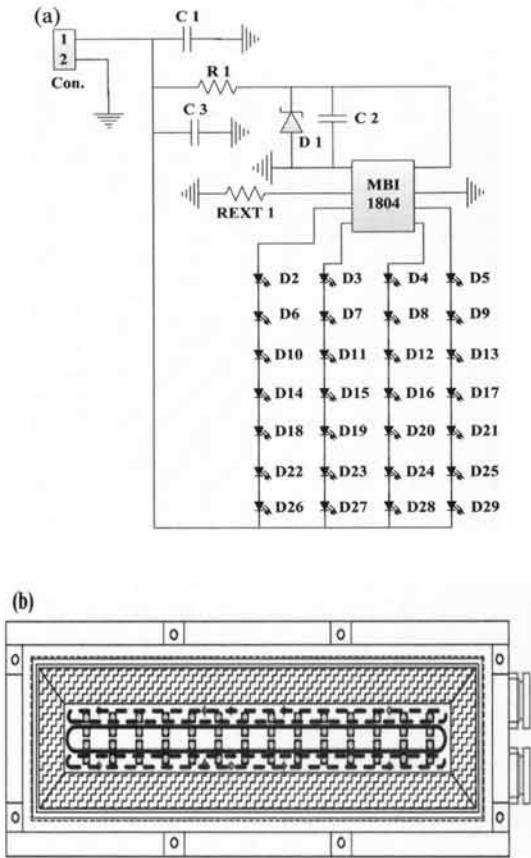 (a)
C 1
1
2
Con.
R 1
C 3
D 1
C 2
MBI
1804
REXT 1
D2 D3 D4 D5
D6 D7 D8 D9
D10 D11 D12 D13
D14 D15 D16 D17
D18 D19 D20 D21
D22 D23 D24 D25
D26 D27 D28 D29
(b)